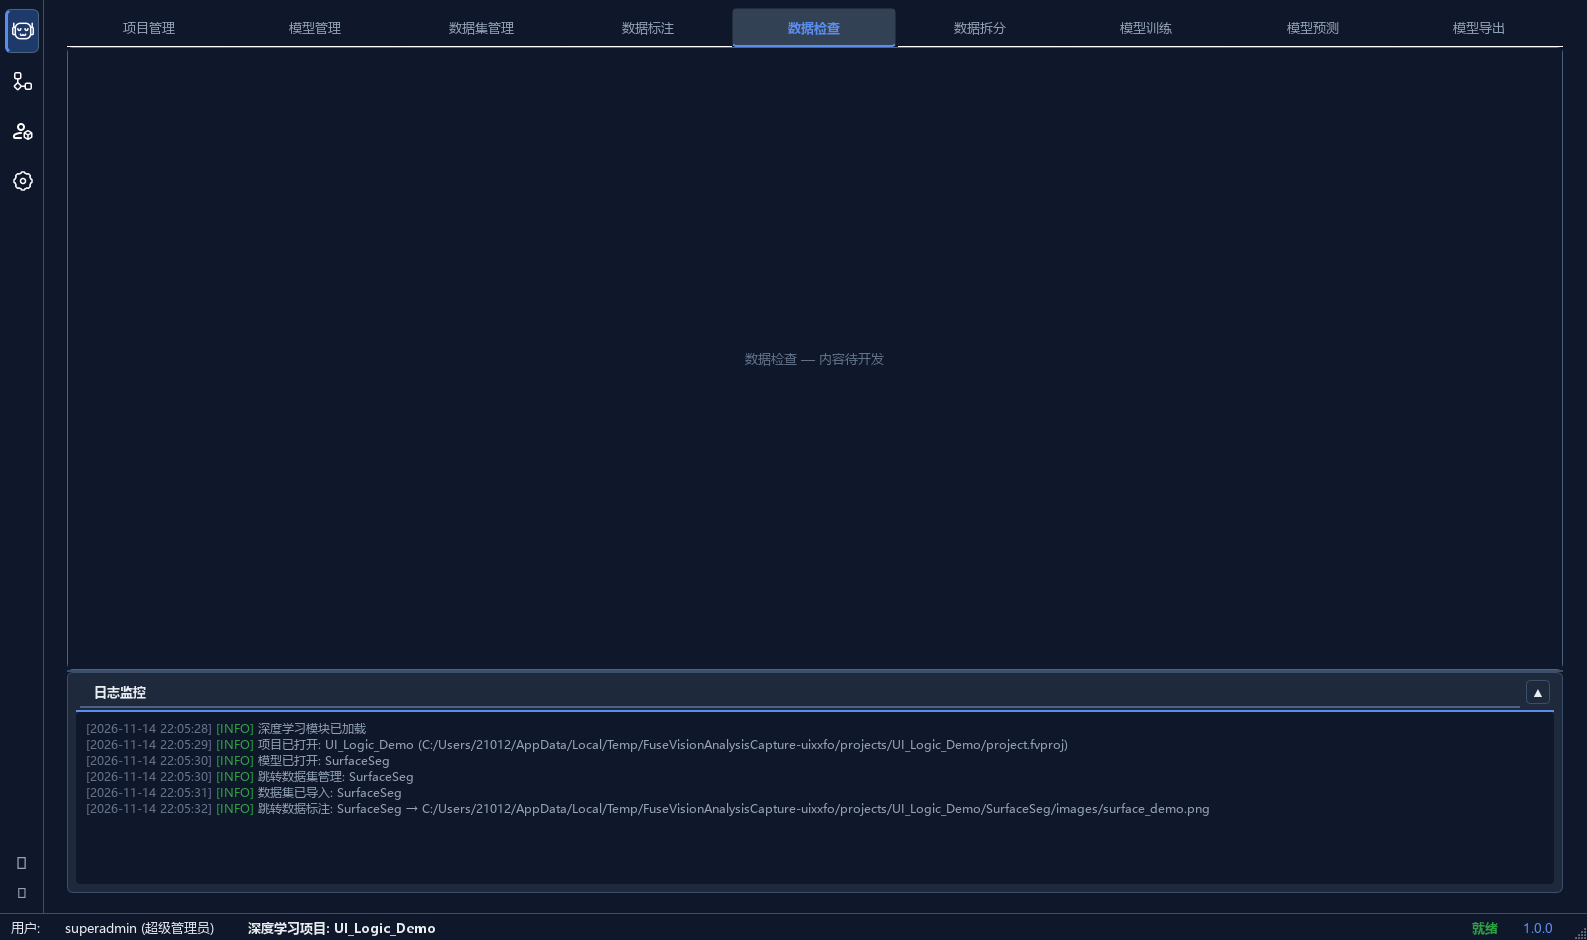 项目管理 模型管理 数据集管理 数据标注 数据检查 数据拆分 模型训练 模型预测 模型导出
数据检查 — 内容待开发
日志监控 ▲
[2026-11-14 22:05:28] [INFO] 深度学习模块已加载
[2026-11-14 22:05:29] [INFO] 项目已打开: UI_Logic_Demo (C:/Users/21012/AppData/Local/Temp/FuseVisionAnalysisCapture-uixxfo/projects/UI_Logic_Demo/project.fvproj)
[2026-11-14 22:05:30] [INFO] 模型已打开: SurfaceSeg
[2026-11-14 22:05:30] [INFO] 跳转数据集管理: SurfaceSeg
[2026-11-14 22:05:31] [INFO] 数据集已导入: SurfaceSeg
[2026-11-14 22:05:32] [INFO] 跳转数据标注: SurfaceSeg → C:/Users/21012/AppData/Local/Temp/FuseVisionAnalysisCapture-uixxfo/projects/UI_Logic_Demo/SurfaceSeg/images/surface_demo.png
用户: superadmin (超级管理员) 深度学习项目: UI_Logic_Demo 就绪 1.0.0